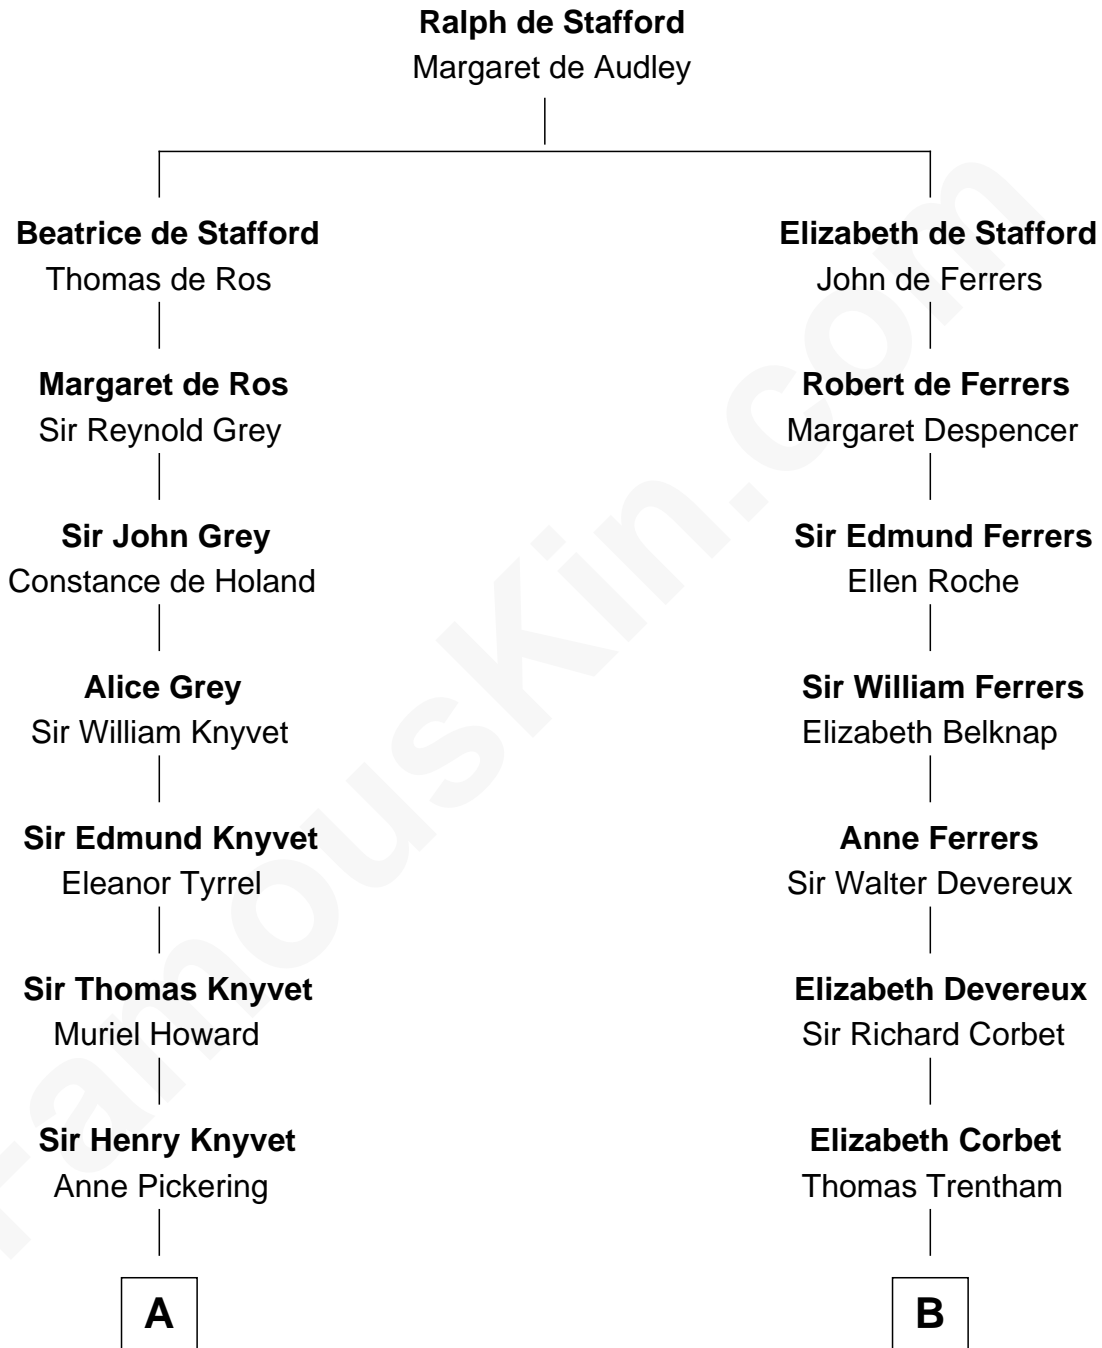 Ralph de Stafford
Margaret de Audley
Beatrice de Stafford
Thomas de Ros
Elizabeth de Stafford
John de Ferrers
Margaret de Ros
Sir Reynold Grey
Robert de Ferrers
Margaret Despencer
Sir John Grey
Constance de Holand
Sir Edmund Ferrers
Ellen Roche
Alice Grey
Sir William Knyvet
Sir William Ferrers
Elizabeth Belknap
Sir Edmund Knyvet
Eleanor Tyrrel
Anne Ferrers
Sir Walter Devereux
Sir Thomas Knyvet
Muriel Howard
Elizabeth Devereux
Sir Richard Corbet
Sir Henry Knyvet
Anne Pickering
Elizabeth Corbet
Thomas Trentham
A
B
FamousKin.com